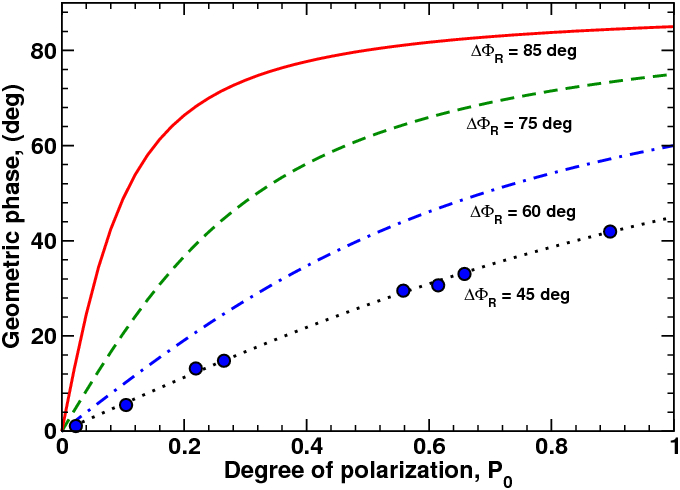 80
60
40
20
0
Geometric phase, (deg)
ΔΦR = 85 deg
ΔΦR = 75 deg
ΔΦR = 60 deg
ΔΦR = 45 deg
0 0.2 0.4 0.6 0.8 1
Degree of polarization, P0